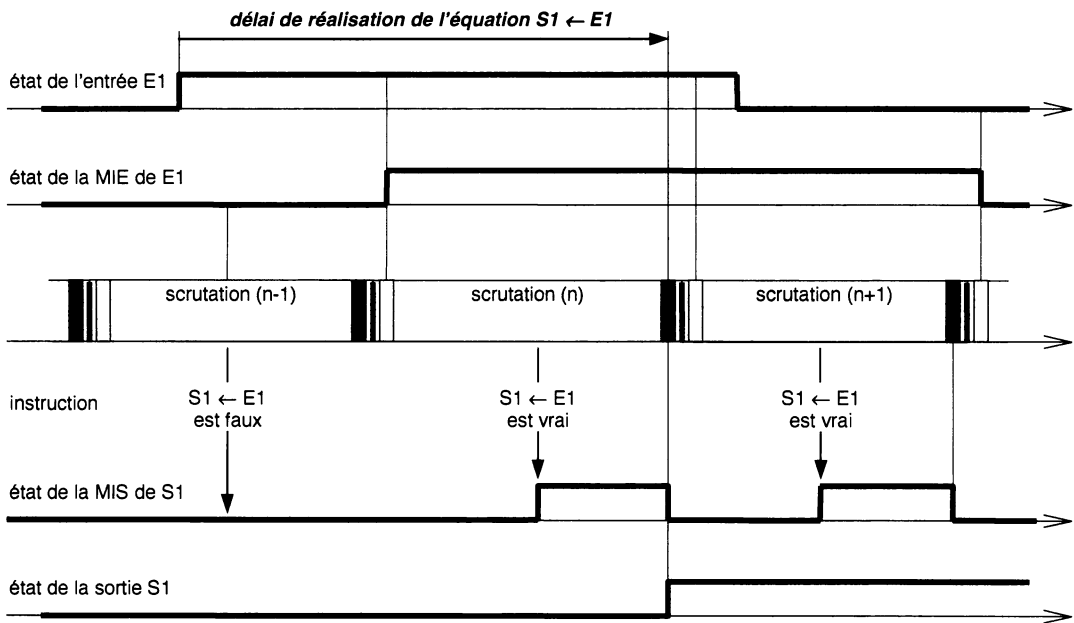 délai de réalisation de l'équation S1 ← E1
état de l'entrée E1
état de la MIE de E1
scrutation (n-1)
scrutation (n)
scrutation (n+1)
instruction
S1 ← E1
est faux
S1 ← E1
est vrai
S1 ← E1
est vrai
état de la MIS de S1
état de la sortie S1